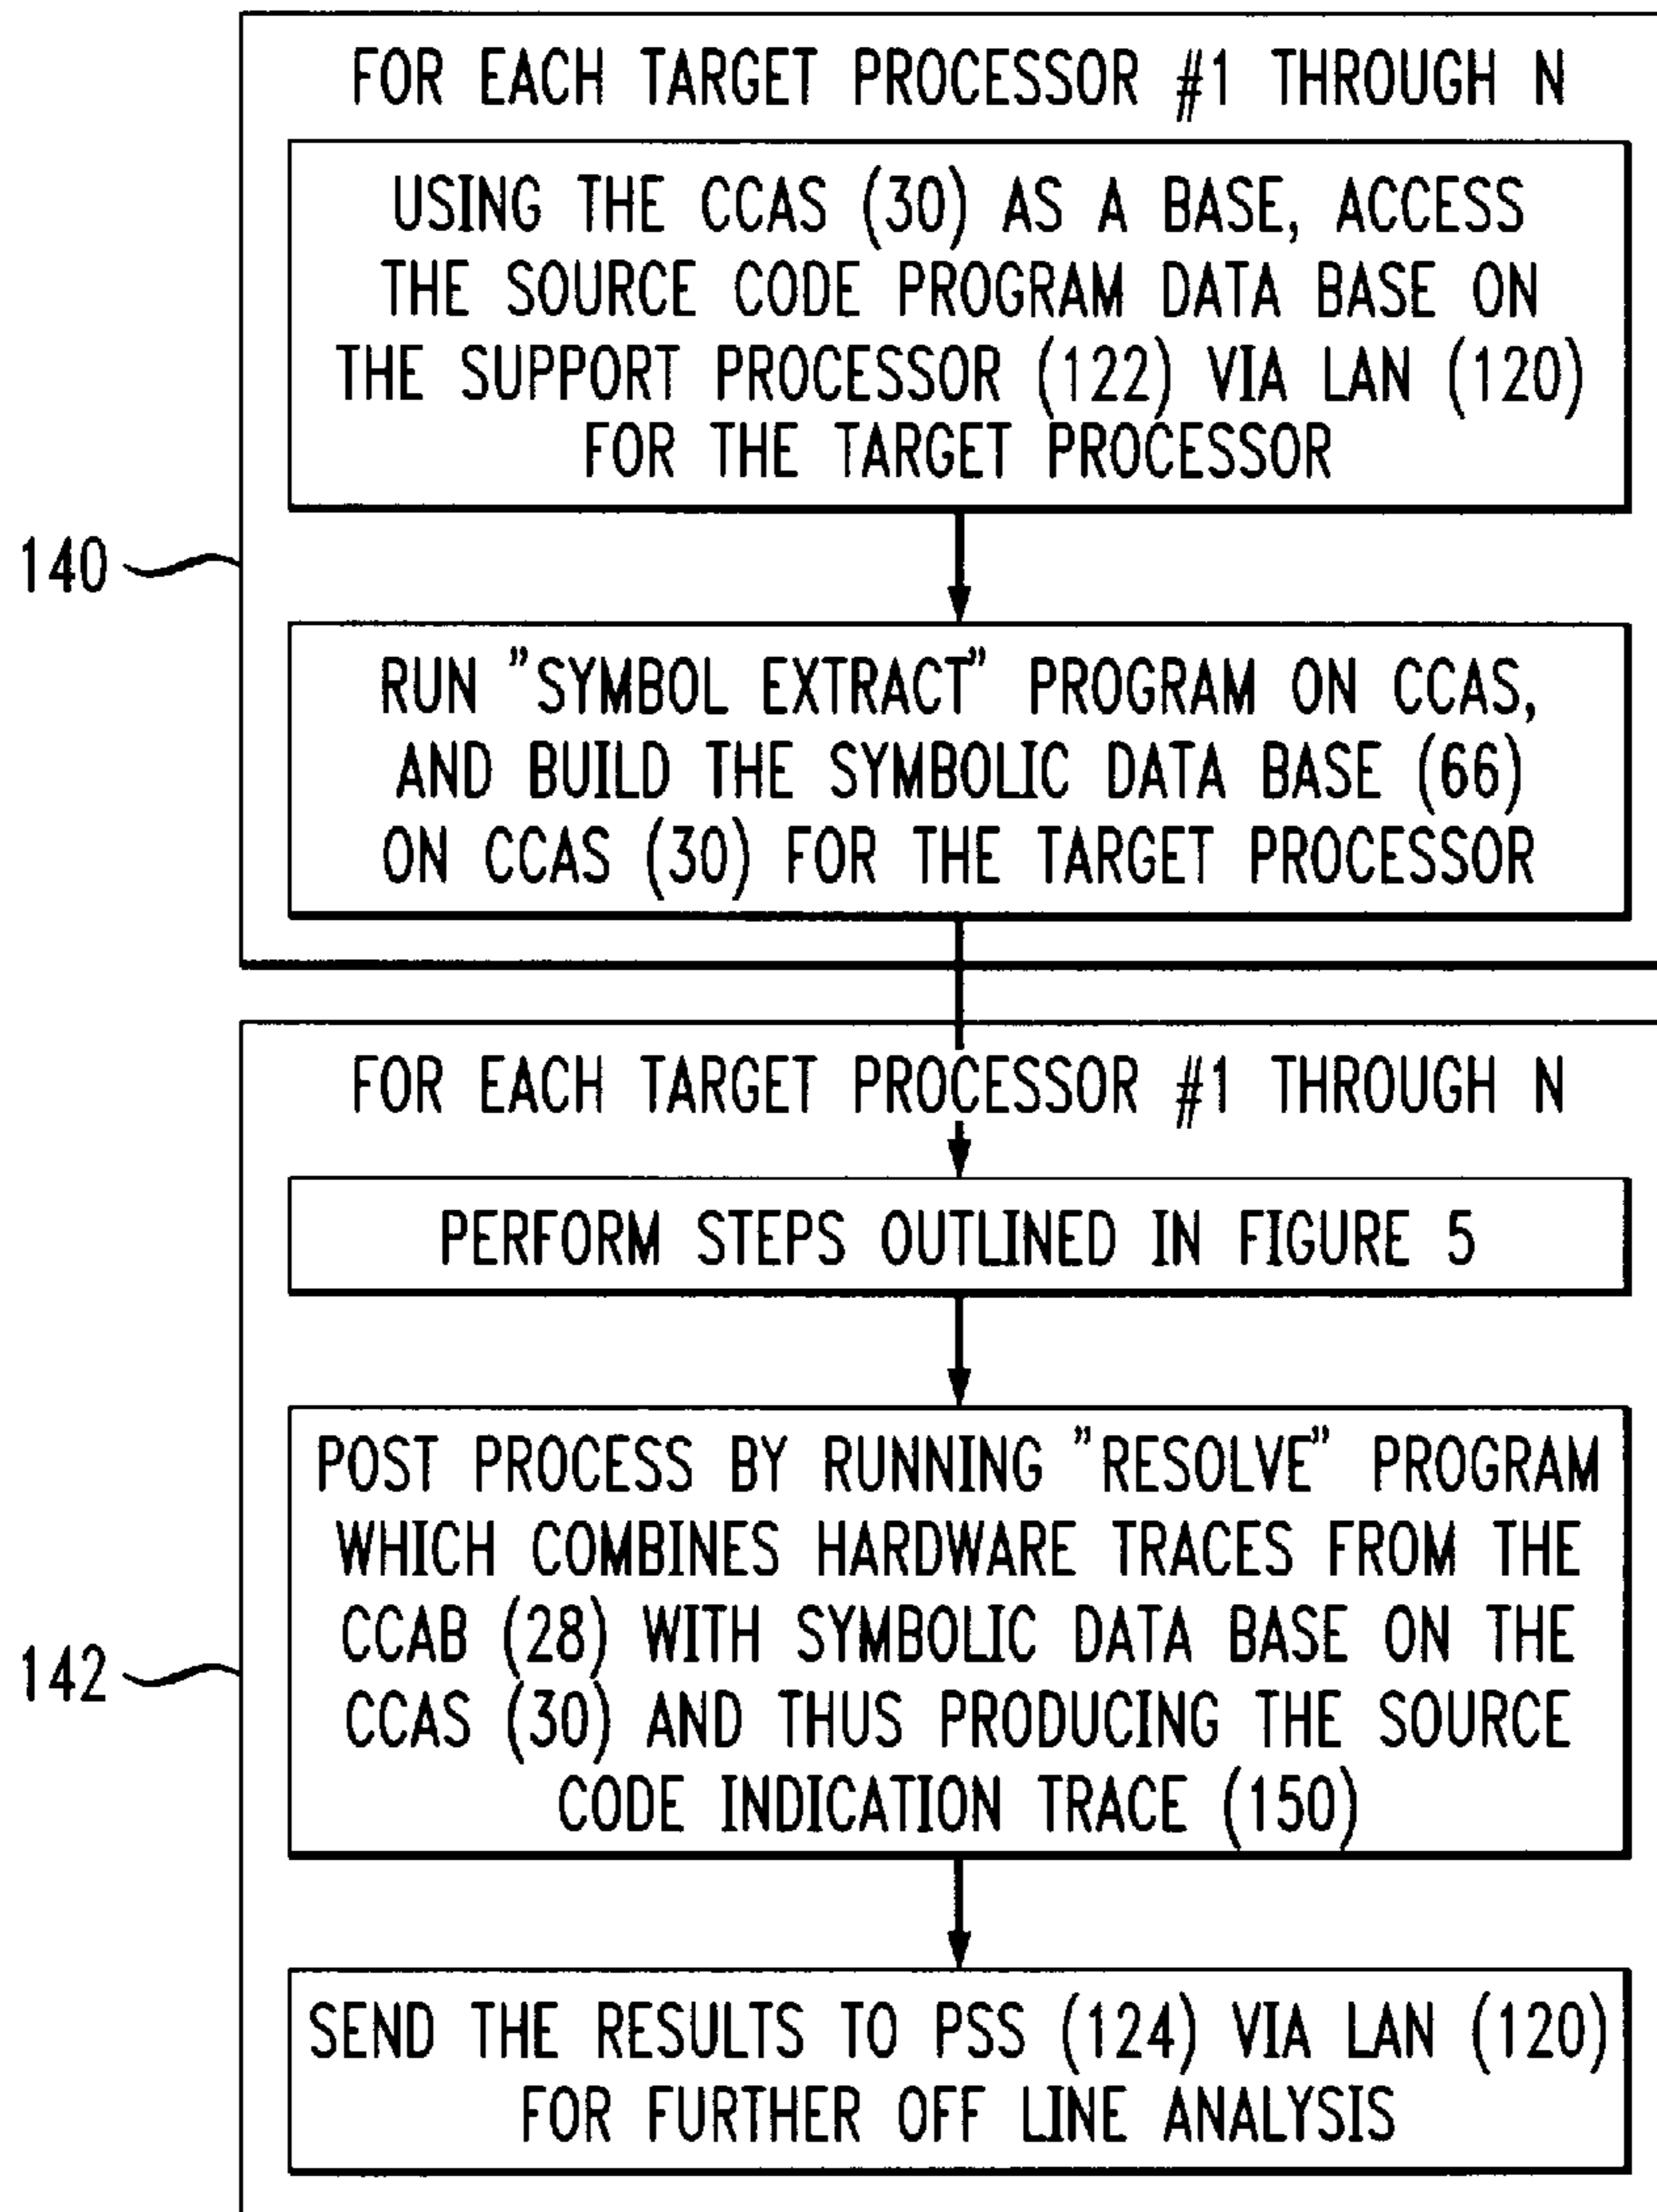 FOR EACH TARGET PROCESSOR #1 THROUGH N
USING THE CCAS (30) AS A BASE, ACCESS
THE SOURCE CODE PROGRAM DATA BASE ON
THE SUPPORT PROCESSOR (122) VIA LAN (120)
FOR THE TARGET PROCESSOR
140
RUN "SYMBOL EXTRACT" PROGRAM ON CCAS,
AND BUILD THE SYMBOLIC DATA BASE (66)
ON CCAS (30) FOR THE TARGET PROCESSOR
FOR EACH TARGET PROCESSOR #1 THROUGH N
PERFORM STEPS OUTLINED IN FIGURE 5
POST PROCESS BY RUNNING "RESOLVE" PROGRAM
WHICH COMBINES HARDWARE TRACES FROM THE
CCAB (28) WITH SYMBOLIC DATA BASE ON THE
142
CCAS (30) AND THUS PRODUCING THE SOURCE
CODE INDICATION TRACE (150)
SEND THE RESULTS TO PSS (124) VIA LAN (120)
FOR FURTHER OFF LINE ANALYSIS